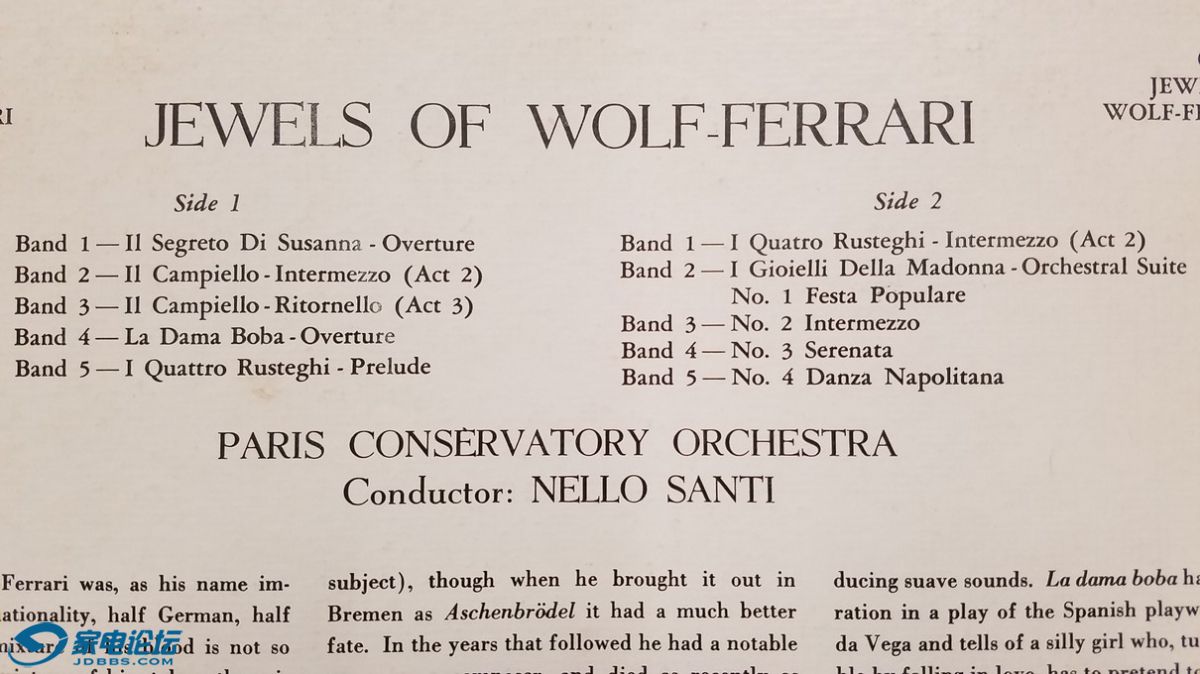 JEWELS OF WOLF-FERRARI
Side 1
Band 1 — Il Segreto Di Susanna - Overture
Band 2 — Il Campiello - Intermezzo (Act 2)
Band 3 — Il Campiello - Ritornello (Act 3)
Band 4 — La Dama Boba - Overture
Band 5 — I Quattro Rusteghi - Prelude
Side 2
Band 1 — I Quatro Rusteghi - Intermezzo (Act 2)
Band 2 — I Gioielli Della Madonna - Orchestral Suite
No. 1 Festa Populare
Band 3 — No. 2 Intermezzo
Band 4 — No. 3 Serenata
Band 5 — No. 4 Danza Napolitana
PARIS CONSERVATORY ORCHESTRA
Conductor: NELLO SANTI
Ferrari was, as his name im-
ationality, half German, half
blood is not so
subject), though when he brought it out in
Bremen as Aschenbrödel it had a much better
fate. In the years that followed he had a notable
ducing suave sounds. La dama boba ha
ration in a play of the Spanish playw
da Vega and tells of a silly girl who, tu
家电论坛
JDBBS.COM